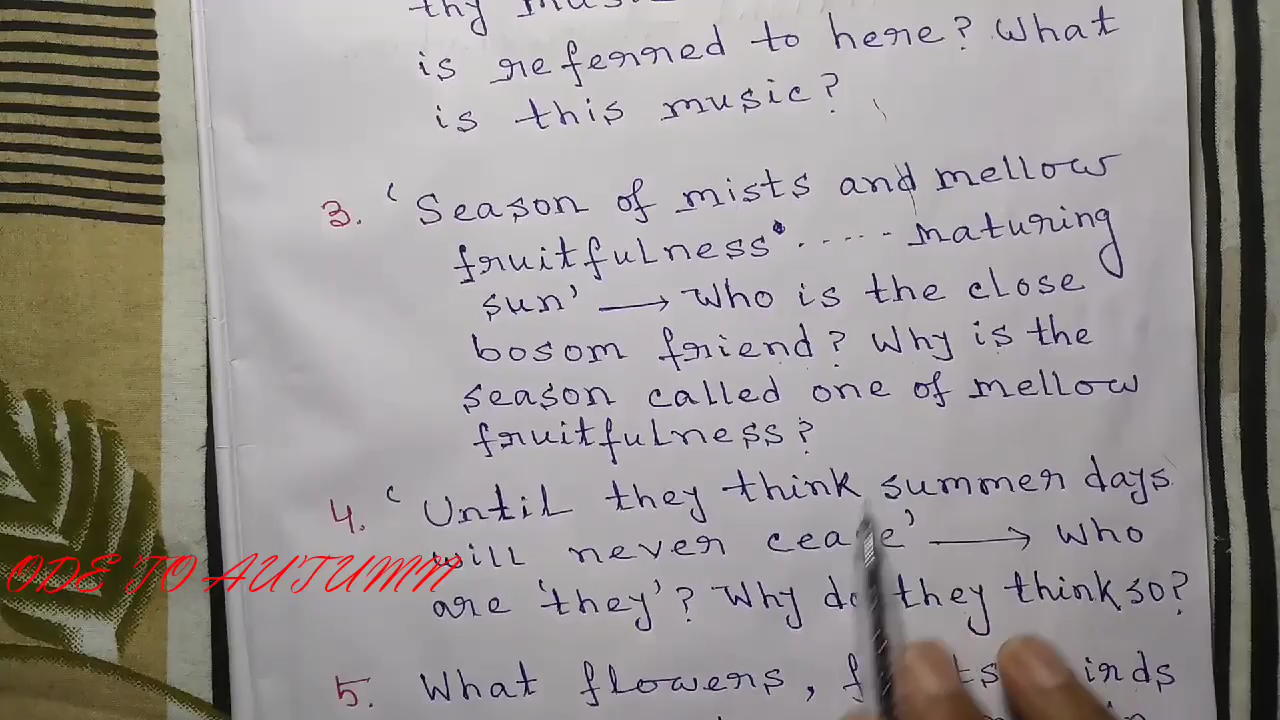 thy
is referred to here? What
is this music?
3. 'Season of mists and mellow
fruitfulness ..... maturing
sun' → Who is the close
bosom friend? Why is the
season called one of mellow
fruitfulness?
4. 'Until they think summer days
will never cease' → Who
are 'they'? Why do they think so?
ODE TO AUTUMN
5. What flowers,